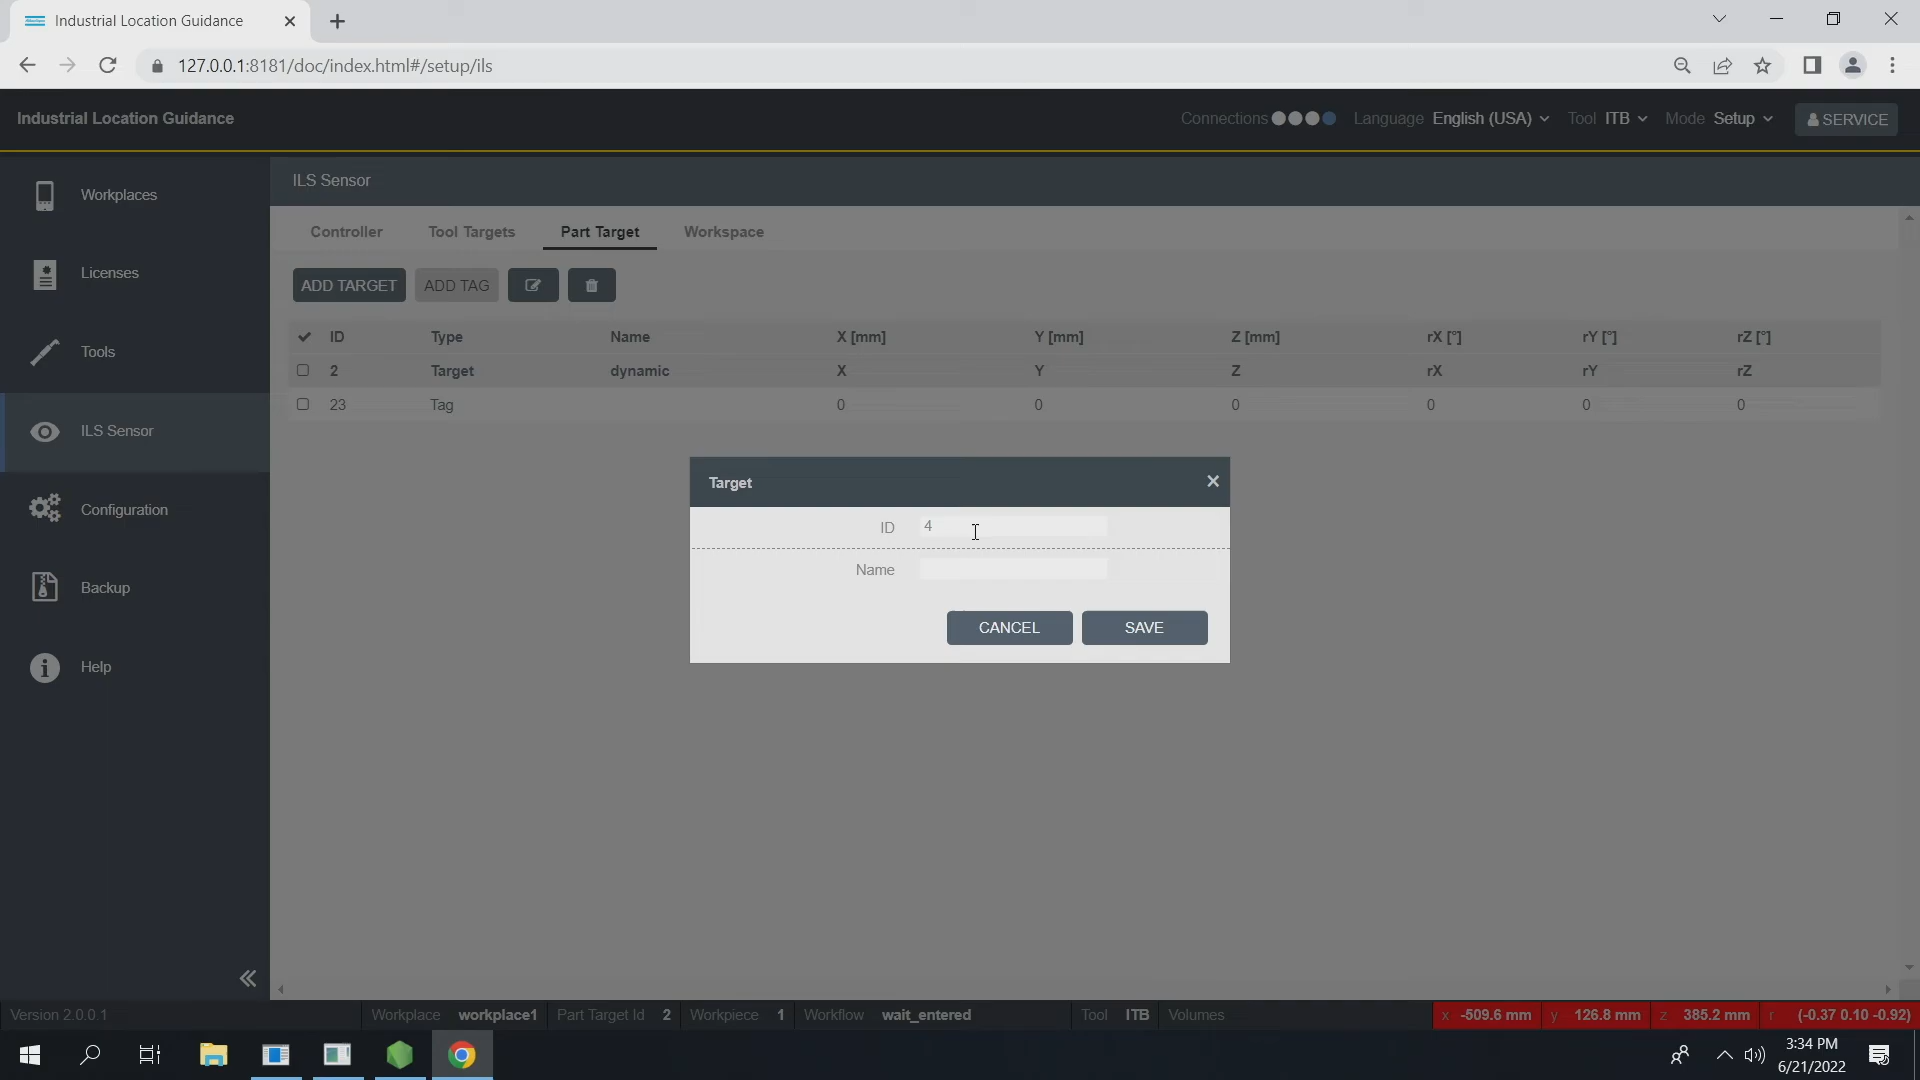 Industrial Location Guidance
127.0.0.1:8181/doc/index.html#/setup/ils
Industrial Location Guidance
Connections Language English (USA) Tool ITB Mode Setup SERVICE
Workplaces
Licenses
Tools
ILS Sensor
Configuration
Backup
Help
ILS Sensor
Controller Tool Targets Part Target Workspace
ADD TARGET ADD TAG
ID Type Name X [mm] Y [mm] Z [mm] rX [°] rY [°] rZ [°]
2 Target dynamic X Y Z rX rY rZ
23 Tag 0 0 0 0 0 0
Target
ID 4
Name
CANCEL SAVE
Version 2.0.0.1 Workplace workplace1 Part Target Id 2 Workpiece 1 Workflow wait_entered Tool ITB Volumes x -509.6 mm y 126.8 mm z 385.2 mm r (-0.37 0.10 -0.92)
3:34 PM
6/21/2022